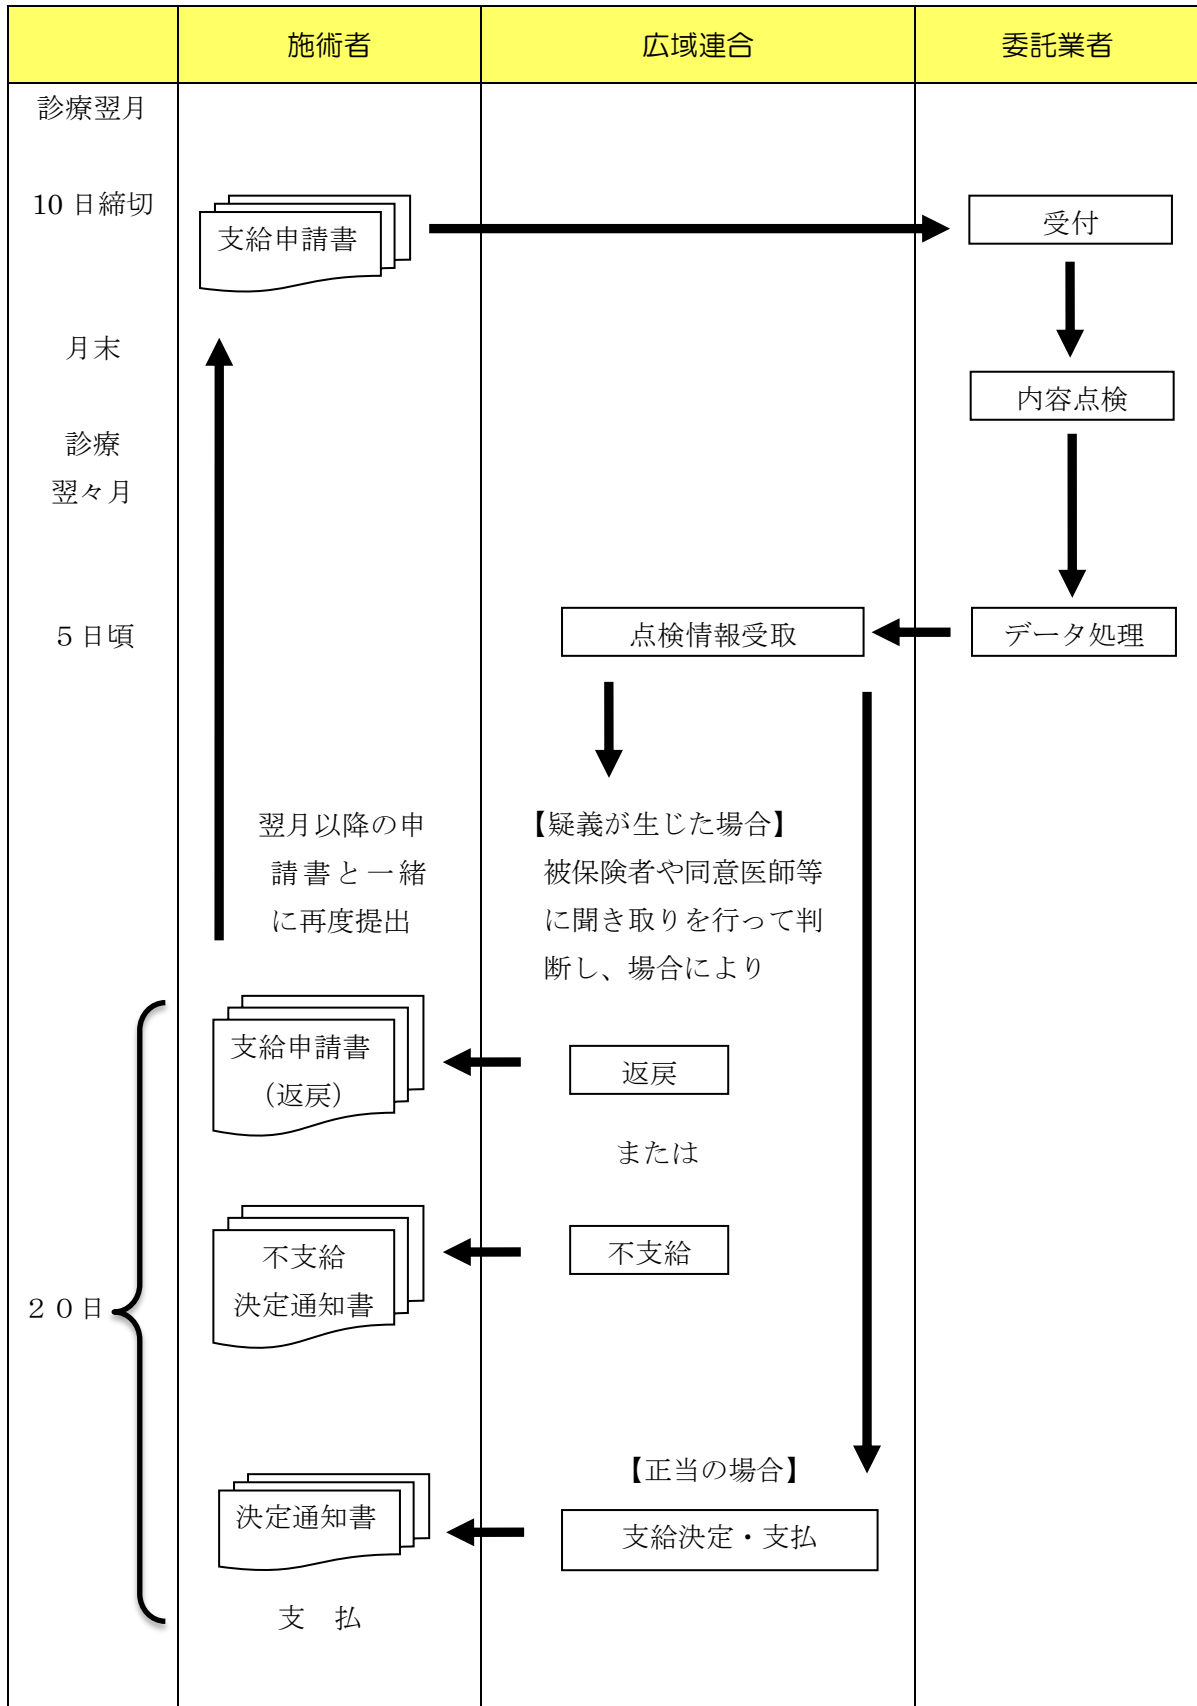 施術者 広域連合 委託業者
診療翌月
10日締切
支給申請書
受付
月末
内容点検
診療
翌々月
5日頃
点検情報受取
データ処理
翌月以降の申
請書と一緒
に再度提出
【疑義が生じた場合】
被保険者や同意医師等
に聞き取りを行って判
断し、場合により
支給申請書
（返戻）
返戻
または
不支給
決定通知書
不支給
２０日
【正当の場合】
決定通知書
支給決定・支払
支　払